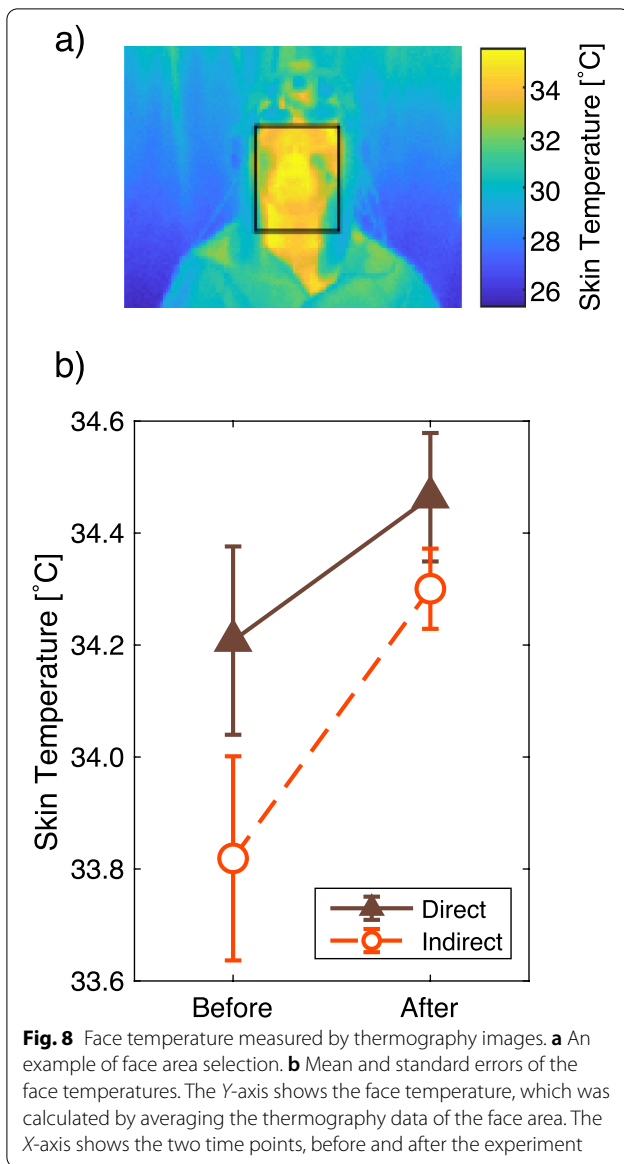 a)
Skin Temperature [˚C]
34
32
30
28
26
b)
Skin Temperature [˚C]
34.6
34.4
34.2
34.0
33.8
33.6
Direct
Indirect
Before After
Fig. 8 Face temperature measured by thermography images. a An
example of face area selection. b Mean and standard errors of the
face temperatures. The Y-axis shows the face temperature, which was
calculated by averaging the thermography data of the face area. The
X-axis shows the two time points, before and after the experiment